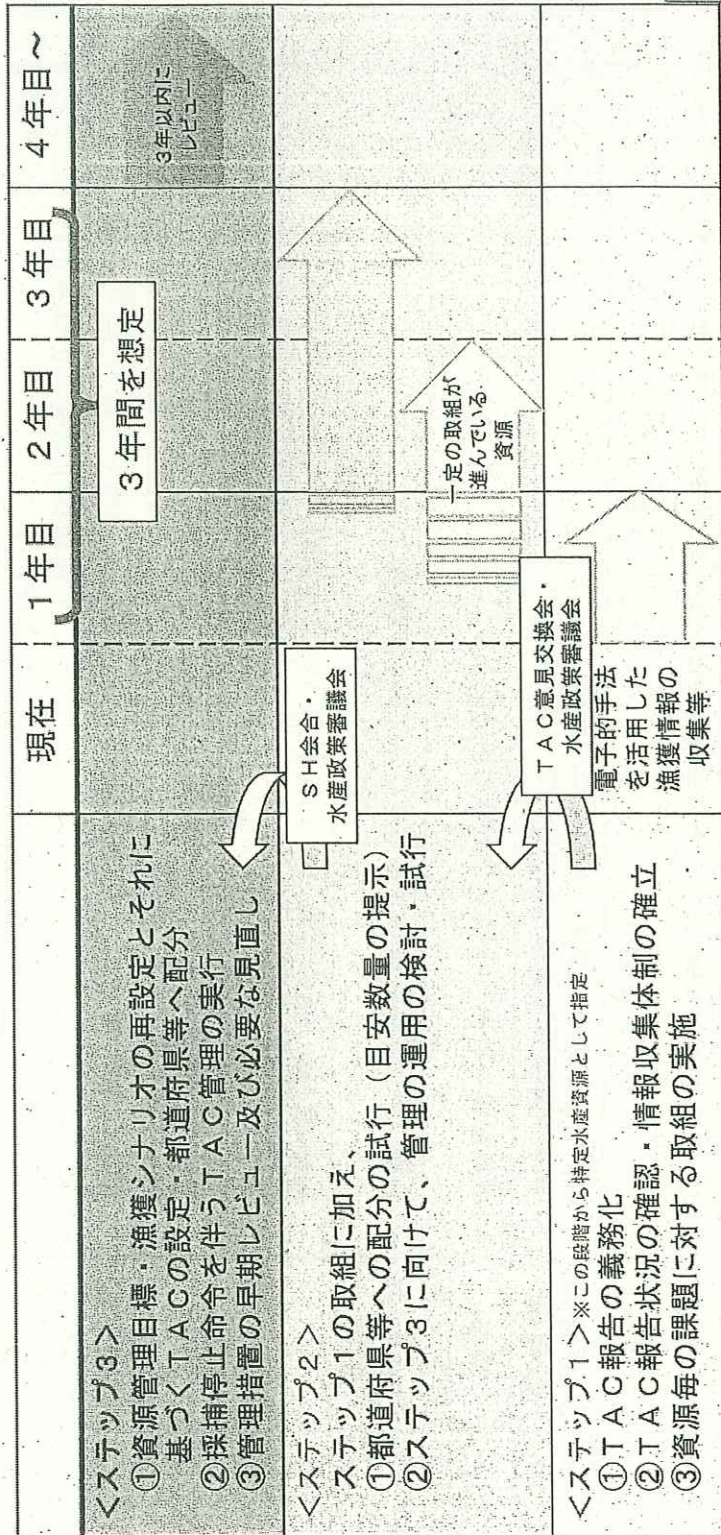 現在
1年目
2年目
3年目
4年目~
3年間を想定
<ステップ3>
①資源管理目標・漁獲シナリオの再設定とそれに
基づくTACの設定・都道府県等へ配分
②採捕停止命令を伴うTAC管理の実行
③管理措置の早期レビュー及び必要な見直し
3年以内に
レビュー
SH会合・
水産政策審議会
<ステップ2>
ステップ1の取組に加え、
①都道府県等への配分の試行(目安数量の提示)
②ステップ3に向けて、管理の運用の検討・試行
一定の取組が
進んでいる
資源
TAC意見交換会・
水産政策審議会
<ステップ1>※この段階から特定水産資源として指定
①TAC報告の義務化
②TAC報告状況の確認・情報収集体制の確立
③資源毎の課題に対する取組の実施
電子的手法
を活用した
漁獲情報の
収集等